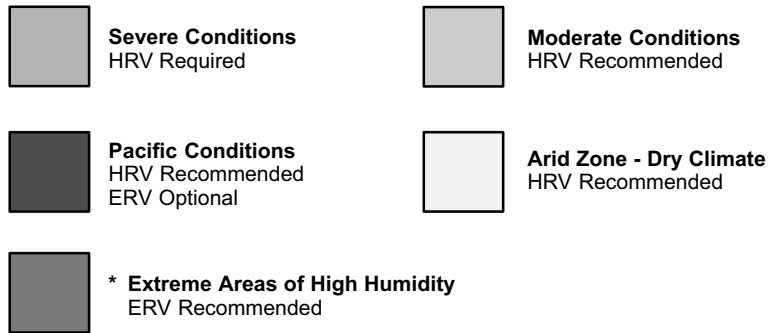 Severe Conditions
HRV Required
Moderate Conditions
HRV Recommended
Pacific Conditions
HRV Recommended
ERV Optional
Arid Zone - Dry Climate
HRV Recommended
* Extreme Areas of High Humidity
ERV Recommended